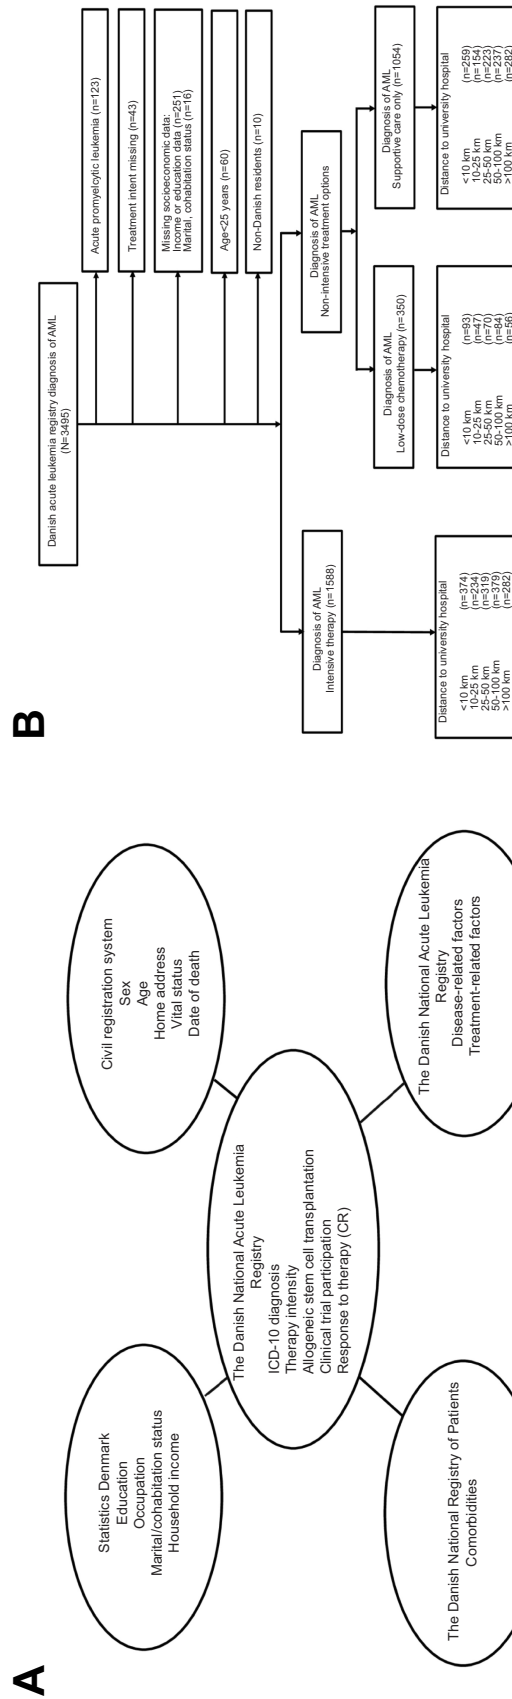 A
Statistics Denmark
Education
Occupation
Marital/cohabitation status
Household income
Civil registration system
Sex
Age
Home address
Vital status
Date of death
The Danish National Acute Leukemia
Registry
ICD-10 diagnosis
Therapy intensity
Allogeneic stem cell transplantation
Clinical trial participation
Response to therapy (CR)
The Danish National Registry of Patients
Comorbidities
The Danish National Acute Leukemia
Registry
Disease-related factors
Treatment-related factors
B
Danish acute leukemia registry diagnosis of AML
(N=3495)
Acute promyelcytic leukemia (n=123)
Treatment intent missing (n=43)
Missing socioeconomic data:
Income or education data (n=251)
Marital, cohabitation status (n=16)
Age<25 years (n=60)
Non-Danish residents (n=10)
Diagnosis of AML
Intensive therapy (n=1588)
Diagnosis of AML
Non-intensive treatment options
Diagnosis of AML
Low-dose chemotherapy (n=350)
Diagnosis of AML
Supportive care only (n=1054)
Distance to university hospital
<10 km (n=374)
10-25 km (n=234)
25-50 km (n=319)
50-100 km (n=379)
>100 km (n=282)
Distance to university hospital
<10 km (n=93)
10-25 km (n=47)
25-50 km (n=70)
50-100 km (n=84)
>100 km (n=56)
Distance to university hospital
<10 km (n=259)
10-25 km (n=154)
25-50 km (n=223)
50-100 km (n=237)
>100 km (n=282)